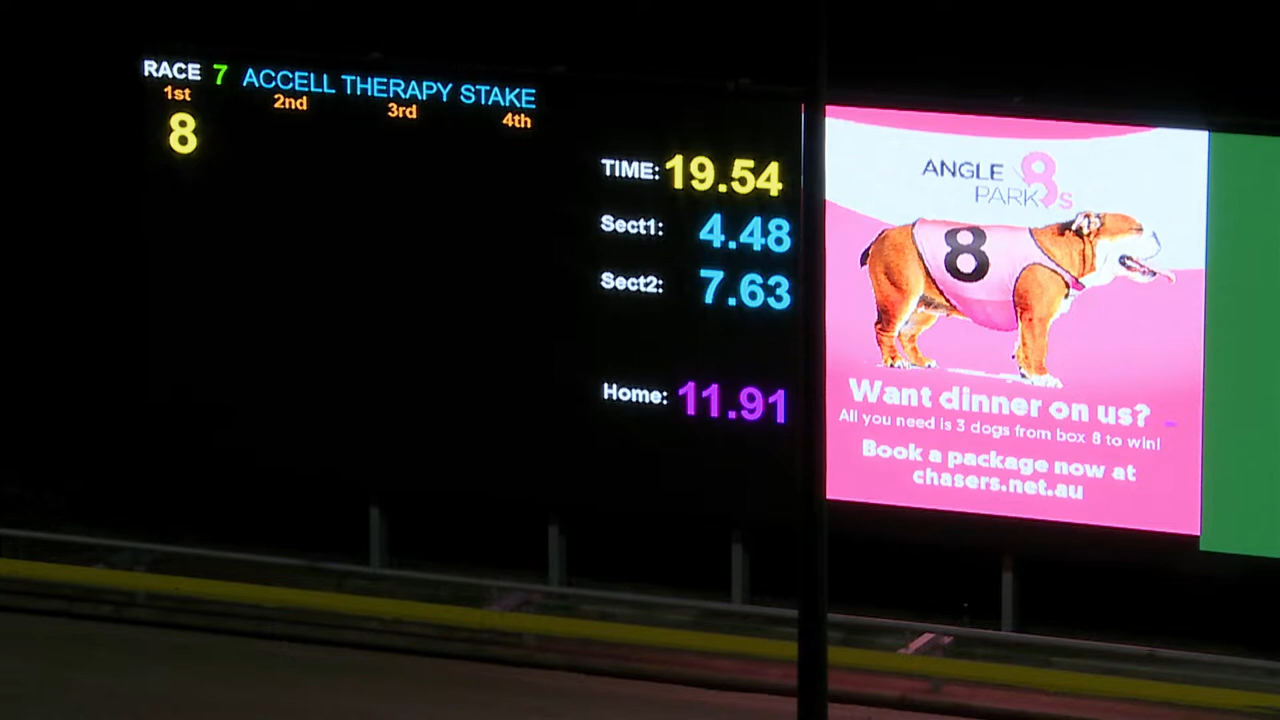 RACE 7 ACCELL THERAPY STAKE
1st 2nd 3rd 4th
8
TIME: 19.54
Sect1: 4.48
Sect2: 7.63
Home: 11.91
ANGLE 8s
PARK
8
Want dinner on us?
All you need is 3 dogs from box 8 to win!
Book a package now at
chasers.net.au